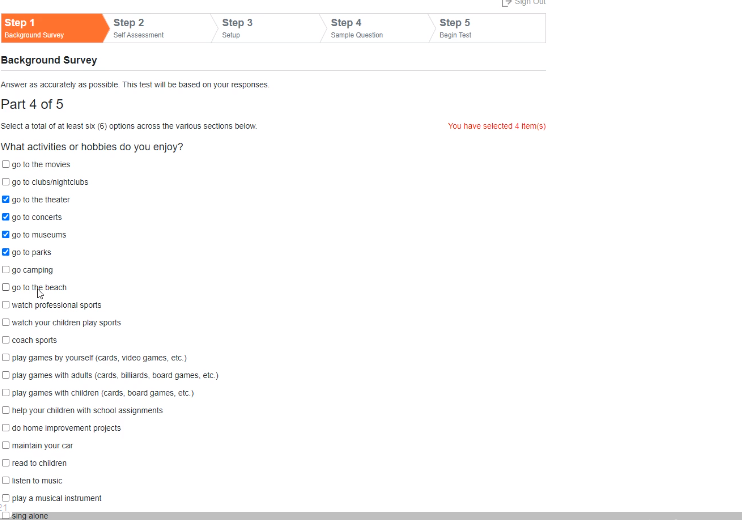 Sign Out
Step 1 Step 2 Step 3 Step 4 Step 5
Background Survey Self Assessment Setup Sample Question Begin Test
Background Survey
Answer as accurately as possible. This test will be based on your responses.
Part 4 of 5
Select a total of at least six (6) options across the various sections below. You have selected 4 item(s)
What activities or hobbies do you enjoy?
go to the movies
go to clubs/nightclubs
go to the theater
go to concerts
go to museums
go to parks
go camping
go to the beach
watch professional sports
watch your children play sports
coach sports
play games by yourself (cards, video games, etc.)
play games with adults (cards, billiards, board games, etc.)
play games with children (cards, board games, etc.)
help your children with school assignments
do home improvement projects
maintain your car
read to children
listen to music
play a musical instrument
sing alone